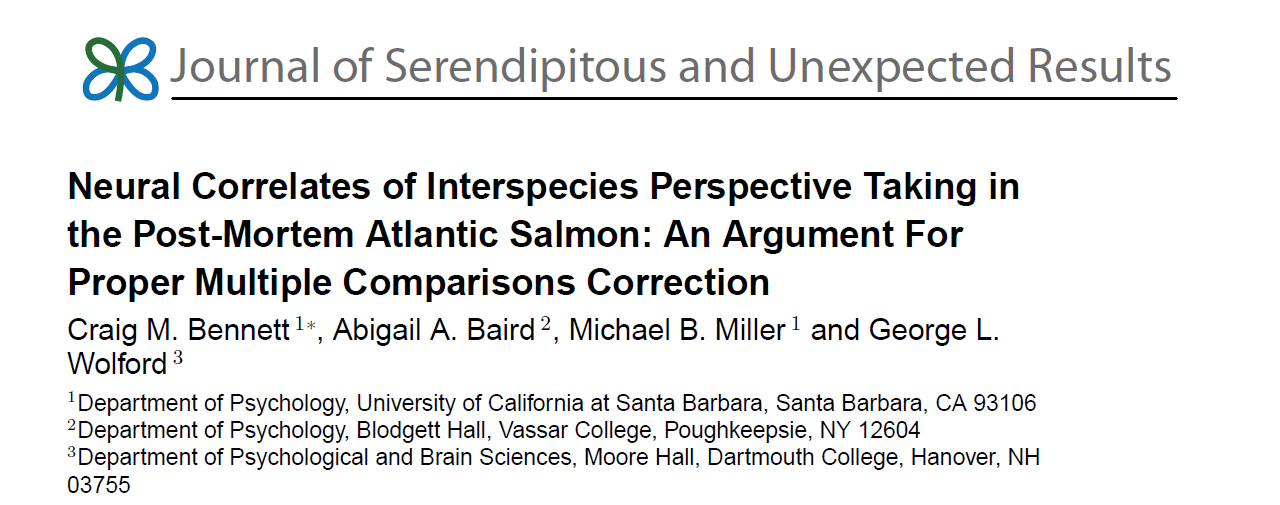 Journal of Serendipitous and Unexpected Results
Neural Correlates of Interspecies Perspective Taking in
the Post-Mortem Atlantic Salmon: An Argument For
Proper Multiple Comparisons Correction
Craig M. Bennett 1*, Abigail A. Baird 2, Michael B. Miller 1 and George L.
Wolford 3
1Department of Psychology, University of California at Santa Barbara, Santa Barbara, CA 93106
2Department of Psychology, Blodgett Hall, Vassar College, Poughkeepsie, NY 12604
3Department of Psychological and Brain Sciences, Moore Hall, Dartmouth College, Hanover, NH
03755